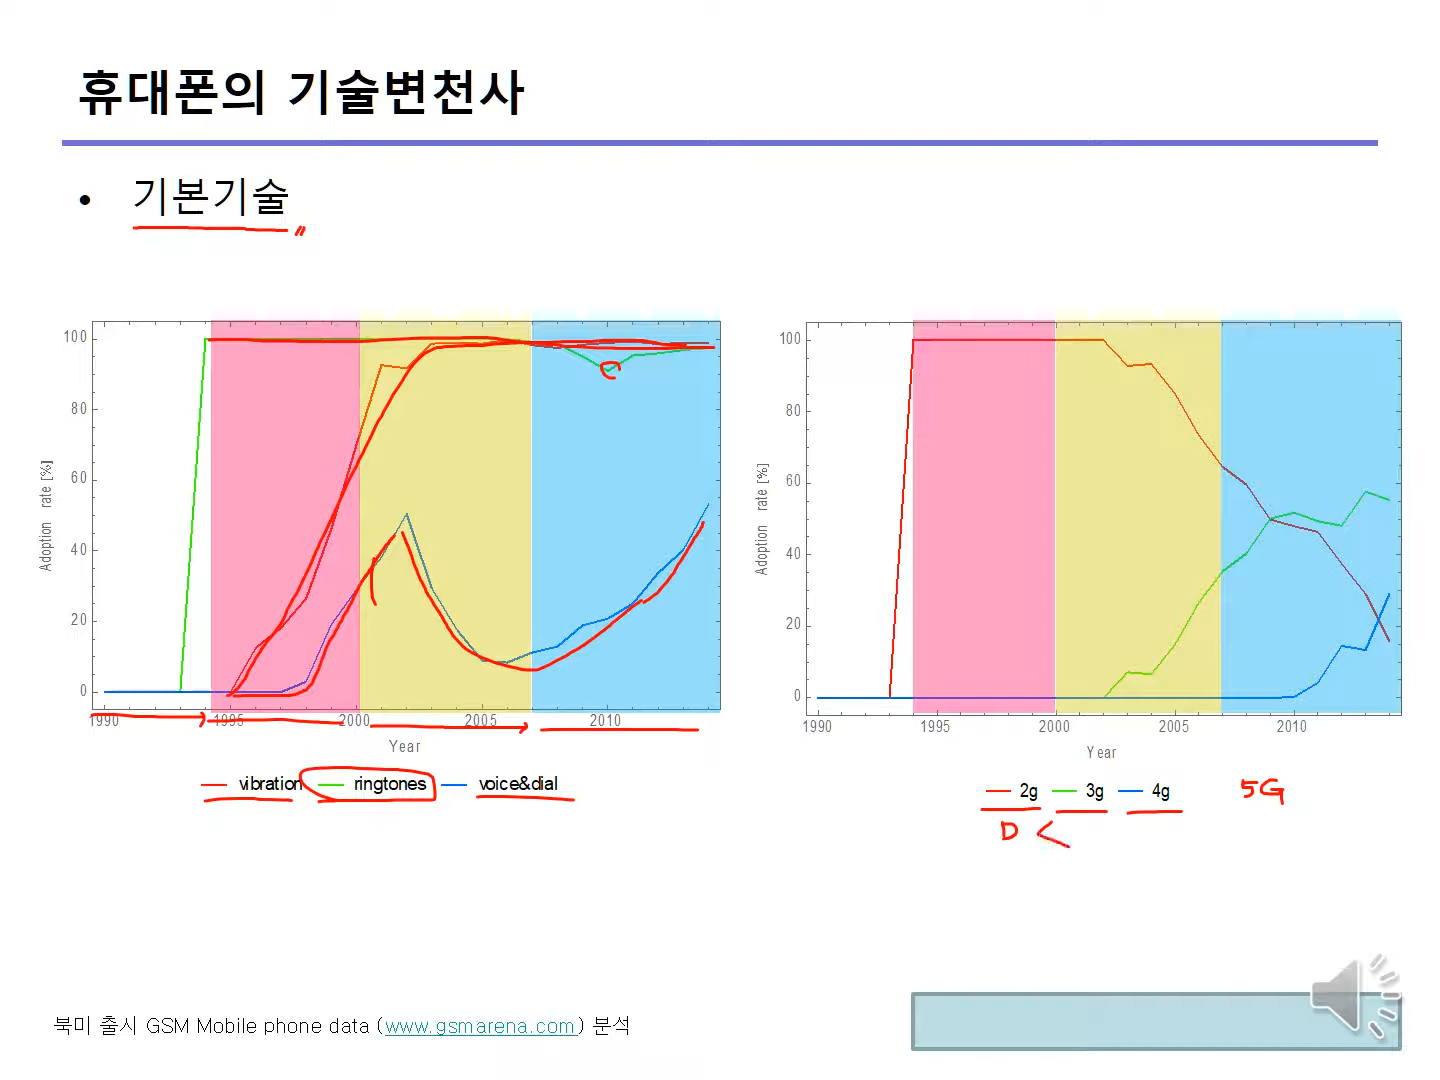 휴대폰의 기술변천사
• 기본기술
100
80
60
40
20
0
Adoption rate [%]
1990 1995 2000 2005 2010
Year
vibration ringtones voice&dial
100
80
60
40
20
0
Adoption rate [%]
1990 1995 2000 2005 2010
Year
2g 3g 4g 5G
D <
북미 출시 GSM Mobile phone data (www.gsmarena.com) 분석